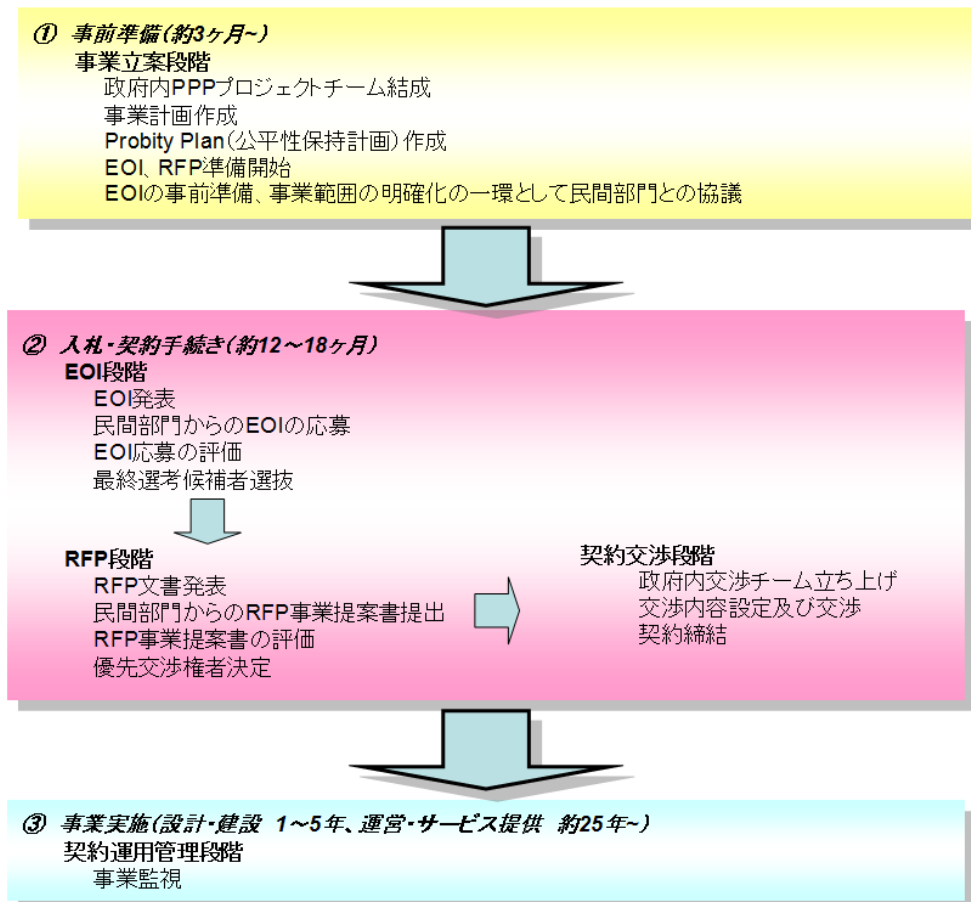 ① 事前準備(約3ヶ月~)
事業立案段階
政府内PPPプロジェクトチーム結成
事業計画作成
Probity Plan(公平性保持計画)作成
EOI、RFP準備開始
EOIの事前準備、事業範囲の明確化の一環として民間部門との協議
② 入札・契約手続き(約12～18ヶ月)
EOI段階
EOI発表
民間部門からのEOIの応募
EOI応募の評価
最終選考候補者選抜
RFP段階
RFP文書発表
民間部門からのRFP事業提案書提出
RFP事業提案書の評価
優先交渉権者決定
契約交渉段階
政府内交渉チーム立ち上げ
交渉内容設定及び交渉
契約締結
③ 事業実施(設計・建設 1～5年、運営・サービス提供 約25年~)
契約運用管理段階
事業監視